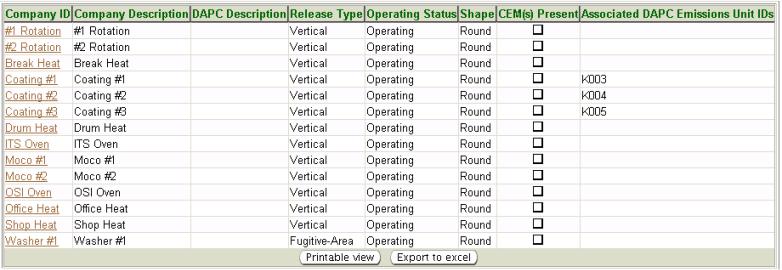 Company ID Company Description DAPC Description Release Type Operating Status Shape CEM(s) Present Associated DAPC Emissions Unit IDs
#1 Rotation #1 Rotation Vertical Operating Round
#2 Rotation #2 Rotation Vertical Operating Round
Break Heat Break Heat Vertical Operating Round
Coating #1 Coating #1 Vertical Operating Round K003
Coating #2 Coating #2 Vertical Operating Round K004
Coating #3 Coating #3 Vertical Operating Round K005
Drum Heat Drum Heat Vertical Operating Round
ITS Oven ITS Oven Vertical Operating Round
Moco #1 Moco #1 Vertical Operating Round
Moco #2 Moco #2 Vertical Operating Round
OSI Oven OSI Oven Vertical Operating Round
Office Heat Office Heat Vertical Operating Round
Shop Heat Shop Heat Vertical Operating Round
Washer #1 Washer #1 Fugitive-Area Operating Round
Printable view Export to excel